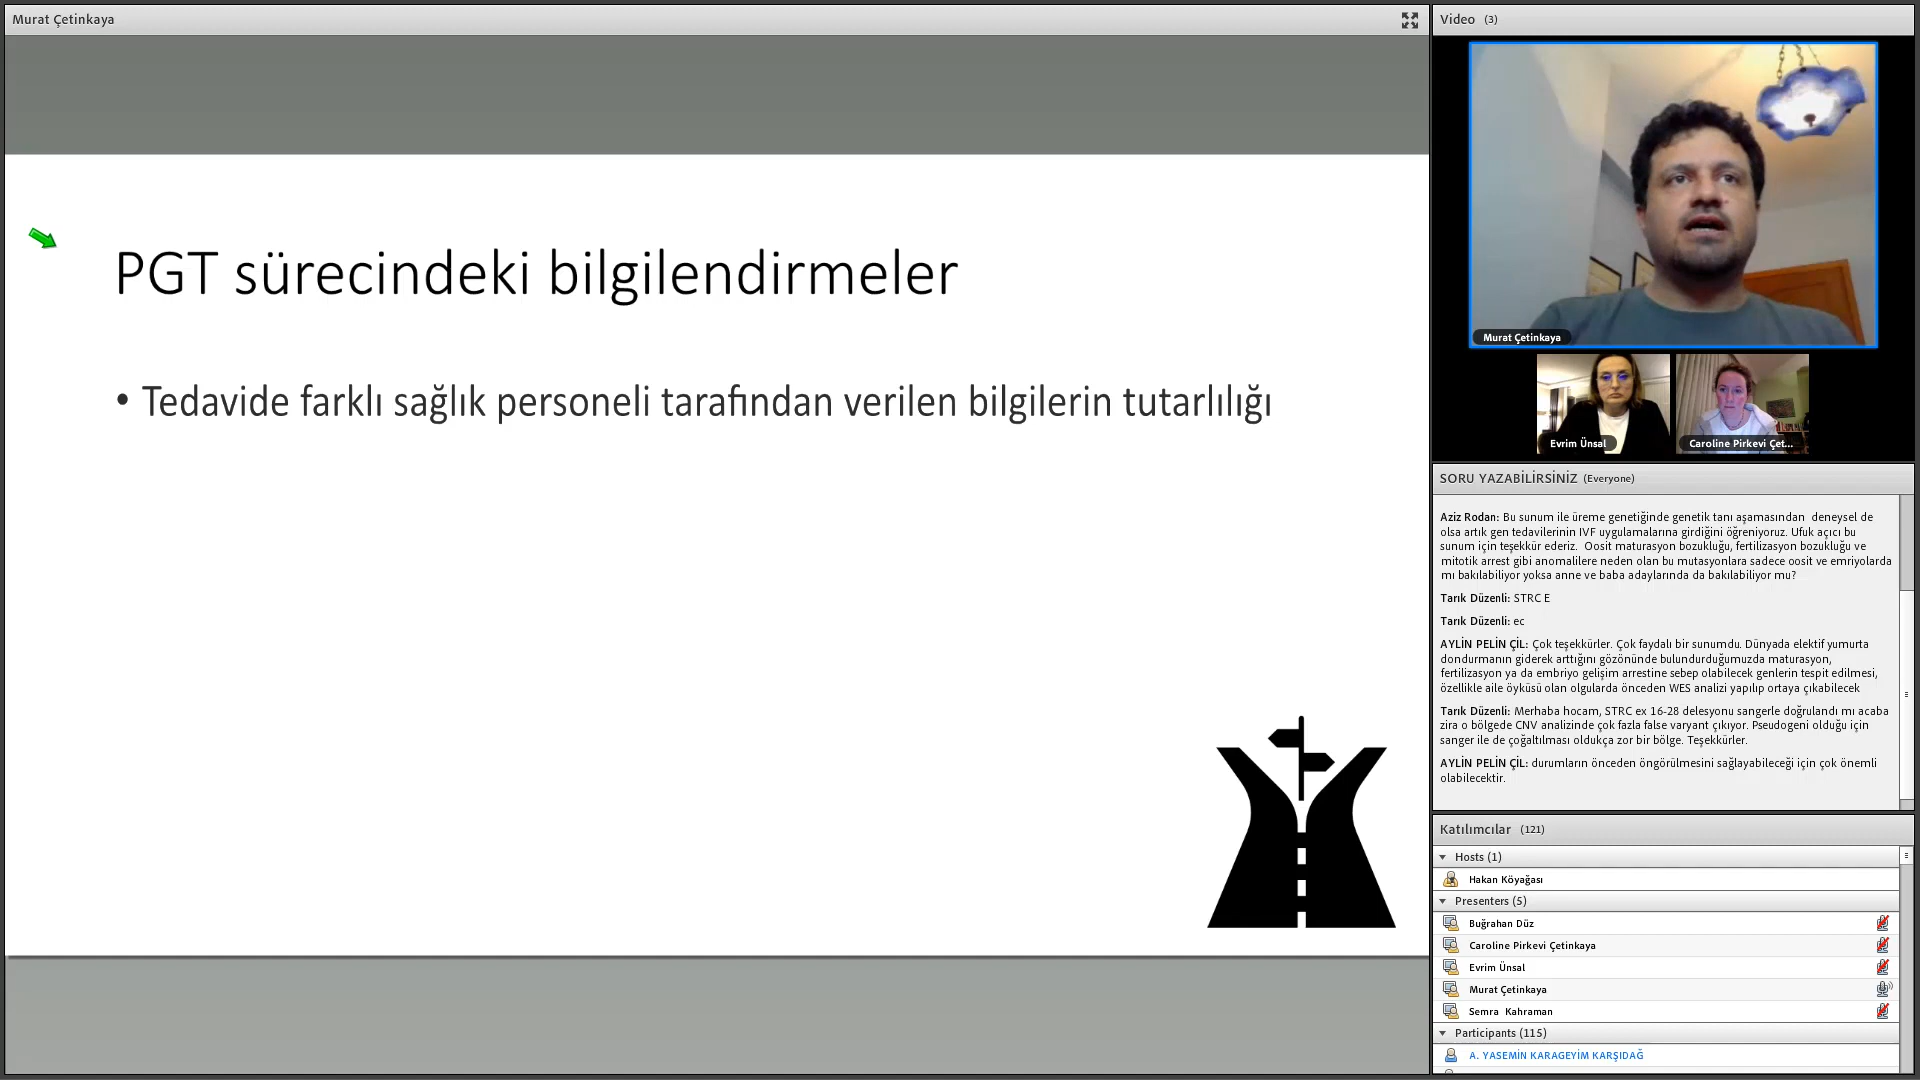 Murat Çetinkaya
PGT sürecindeki bilgilendirmeler
• Tedavide farklı sağlık personeli tarafından verilen bilgilerin tutarlılığı
Video (3)
Murat Çetinkaya
Evrim Ünsal
Caroline Pirkevi Çet...
SORU YAZABİLİRSİNİZ (Everyone)
Aziz Rodan: Bu sunum ile üreme genetiğinde genetik tanı aşamasından deneysel de
olsa artık gen tedavilerinin IVF uygulamalarına girdiğini öğreniyoruz. Ufuk açıcı bu
sunum için teşekkür ederiz. Oosit maturasyon bozukluğu, fertilizasyon bozukluğu ve
mitotik arrest gibi anomalilere neden olan bu mutasyonlara sadece oosit ve emriyolarda
mı bakılabiliyor yoksa anne ve baba adaylarında da bakılabiliyor mu?
Tarık Düzenli: STRC E
Tarık Düzenli: ec
AYLİN PELİN ÇİL: Çok teşekkürler. Çok faydalı bir sunumdu. Dünyada elektif yumurta
dondurmanın giderek arttığını gözönünde bulundurduğumuzda maturasyon,
fertilizasyon ya da embriyo gelişim arrestine sebep olabilecek genlerin tespit edilmesi,
özellikle aile öyküsü olan olgularda önceden WES analizi yapılıp ortaya çıkabilecek
Tarık Düzenli: Merhaba hocam, STRC ex 16-28 delesyonu sangerle doğrulandı mı acaba
zira o bölgede CNV analizinde çok fazla false varyant çıkıyor. Pseudogeni olduğu için
sanger ile de çoğaltılması oldukça zor bir bölge. Teşekkürler.
AYLİN PELİN ÇİL: durumların önceden öngörülmesini sağlayabileceği için çok önemli
olabilecektir.
Katılımcılar (121)
Hosts (1)
Hakan Köyağası
Presenters (5)
Buğrahan Düz
Caroline Pirkevi Çetinkaya
Evrim Ünsal
Murat Çetinkaya
Semra Kahraman
Participants (115)
A. YASEMİN KARAGEYİM KARŞIDAĞ